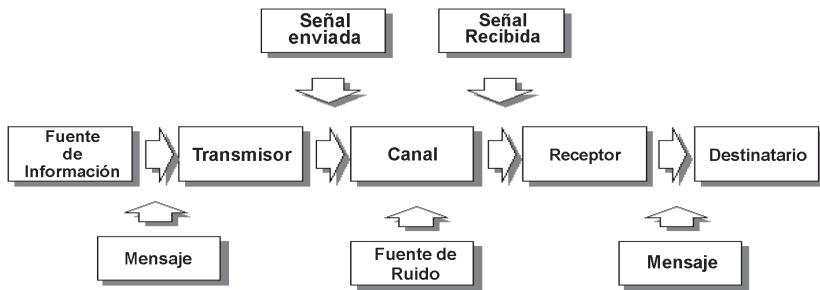 Señal
enviada
Señal
Recibida
Fuente
de
Información
Transmisor
Canal
Receptor
Destinatario
Mensaje
Fuente de
Ruido
Mensaje